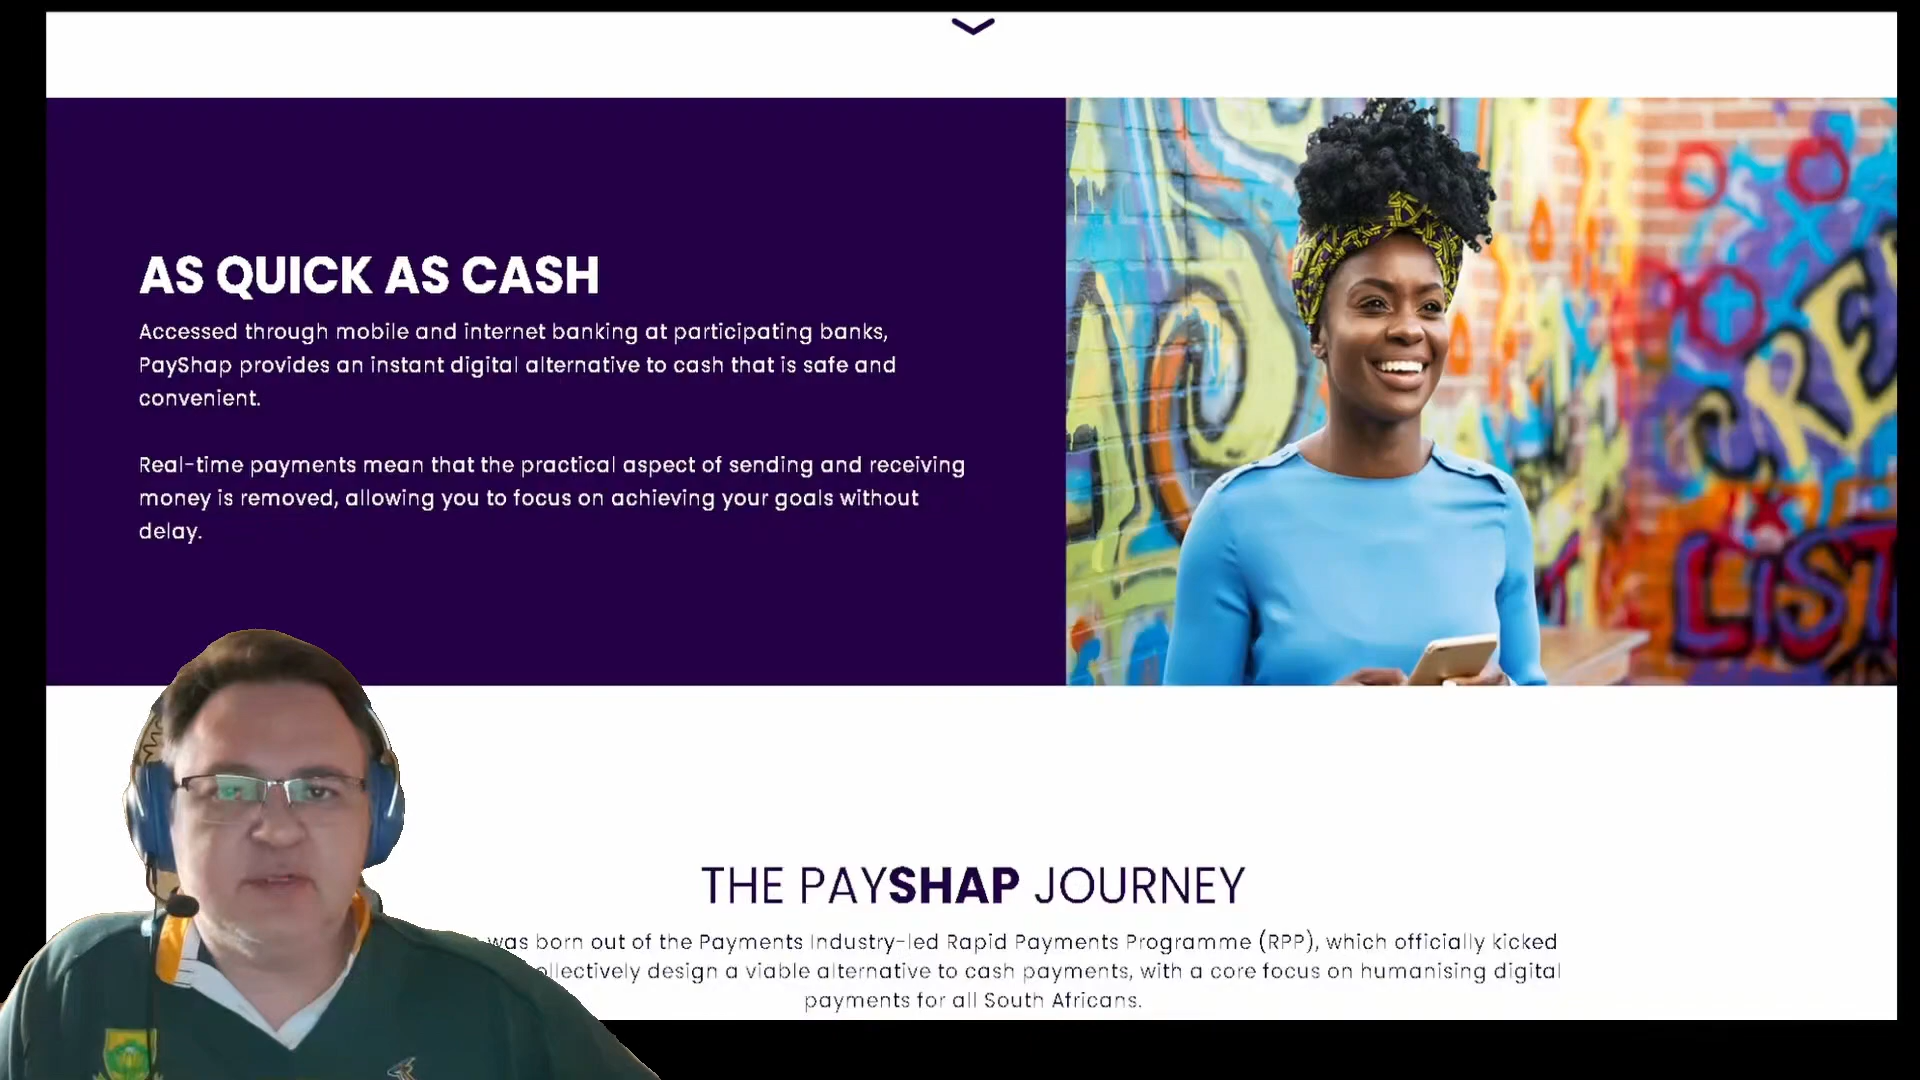 AS QUICK AS CASH
Accessed through mobile and internet banking at participating banks,
PayShap provides an instant digital alternative to cash that is safe and
convenient.
Real-time payments mean that the practical aspect of sending and receiving
money is removed, allowing you to focus on achieving your goals without
delay.
CRE
LIST
THE PAYSHAP JOURNEY
was born out of the Payments Industry-led Rapid Payments Programme (RPP), which officially kicked
design a viable alternative to cash payments, with a core focus on humanising digital
payments for all South Africans.